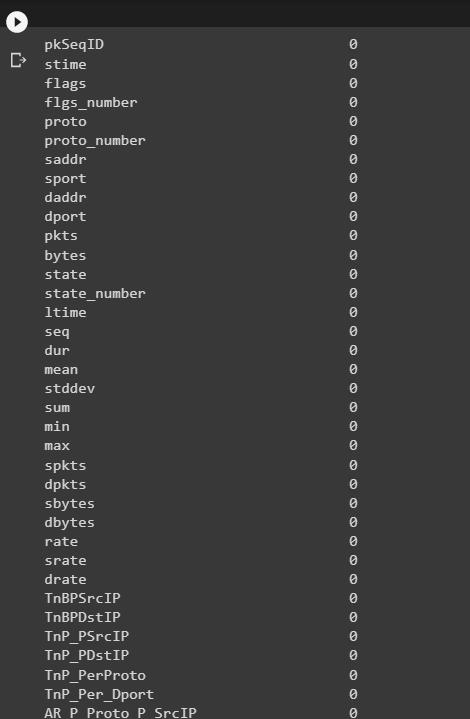 pkSeqID 0
stime 0
flags 0
flgs_number 0
proto 0
proto_number 0
saddr 0
sport 0
daddr 0
dport 0
pkts 0
bytes 0
state 0
state_number 0
ltime 0
seq 0
dur 0
mean 0
stddev 0
sum 0
min 0
max 0
spkts 0
dpkts 0
sbytes 0
dbytes 0
rate 0
srate 0
drate 0
TnBPSrcIP 0
TnBPDstIP 0
TnP_PSrcIP 0
TnP_PDstIP 0
TnP_PerProto 0
TnP_Per_Dport 0
AR_P_Proto_P_SrcIP 0